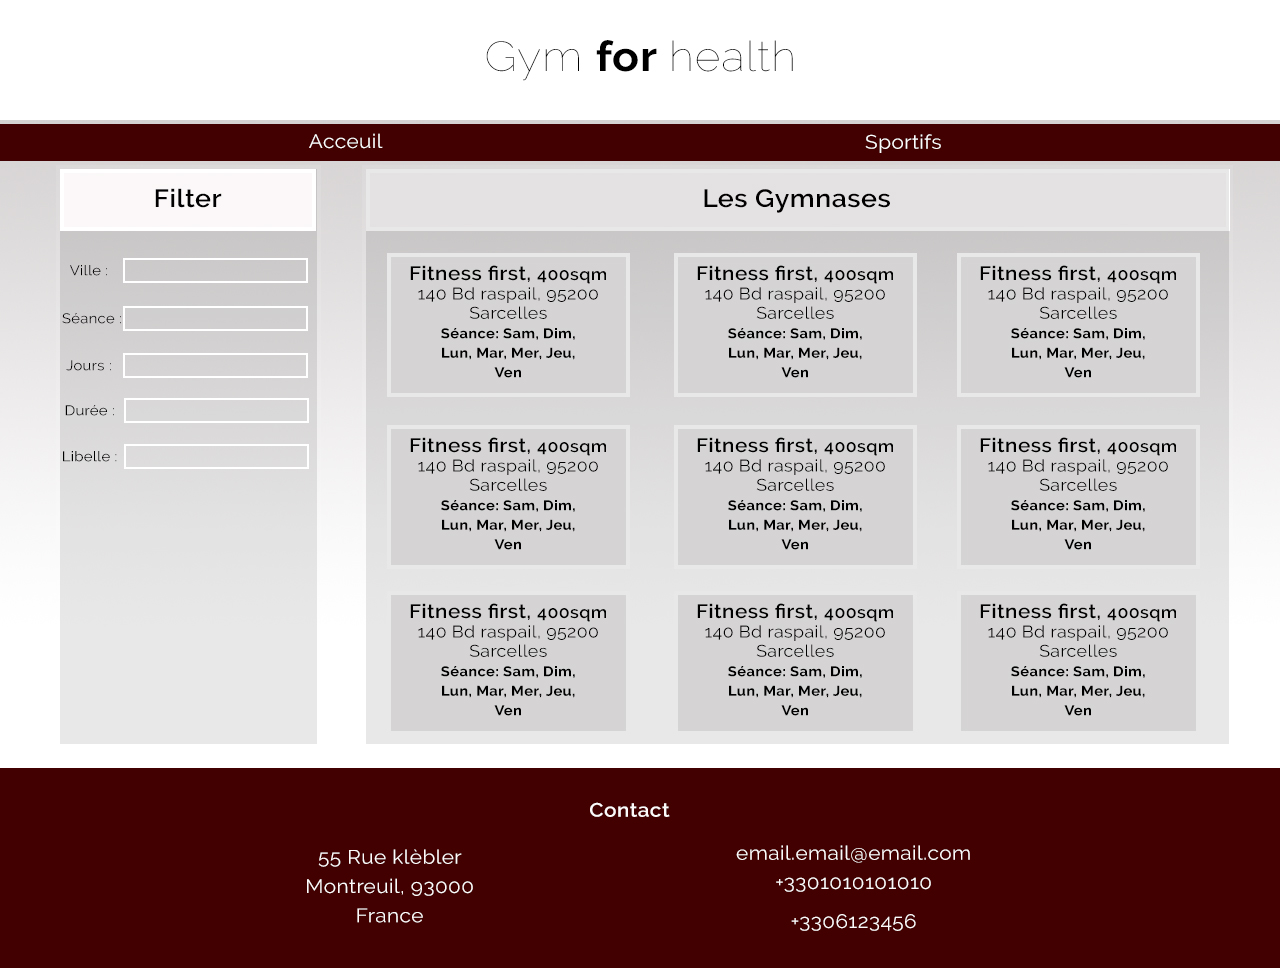 Gym for health
Acceuil
Sportifs
Filter
Ville :
Séance :
Jours :
Durée :
Libelle :
Les Gymnases
Fitness first, 400sqm
140 Bd raspail, 95200
Sarcelles
Séance: Sam, Dim,
Lun, Mar, Mer, Jeu,
Ven
Fitness first, 400sqm
140 Bd raspail, 95200
Sarcelles
Séance: Sam, Dim,
Lun, Mar, Mer, Jeu,
Ven
Fitness first, 400sqm
140 Bd raspail, 95200
Sarcelles
Séance: Sam, Dim,
Lun, Mar, Mer, Jeu,
Ven
Fitness first, 400sqm
140 Bd raspail, 95200
Sarcelles
Séance: Sam, Dim,
Lun, Mar, Mer, Jeu,
Ven
Fitness first, 400sqm
140 Bd raspail, 95200
Sarcelles
Séance: Sam, Dim,
Lun, Mar, Mer, Jeu,
Ven
Fitness first, 400sqm
140 Bd raspail, 95200
Sarcelles
Séance: Sam, Dim,
Lun, Mar, Mer, Jeu,
Ven
Fitness first, 400sqm
140 Bd raspail, 95200
Sarcelles
Séance: Sam, Dim,
Lun, Mar, Mer, Jeu,
Ven
Fitness first, 400sqm
140 Bd raspail, 95200
Sarcelles
Séance: Sam, Dim,
Lun, Mar, Mer, Jeu,
Ven
Fitness first, 400sqm
140 Bd raspail, 95200
Sarcelles
Séance: Sam, Dim,
Lun, Mar, Mer, Jeu,
Ven
Contact
55 Rue klèbler
Montreuil, 93000
France
email.email@email.com
+3301010101010
+3306123456